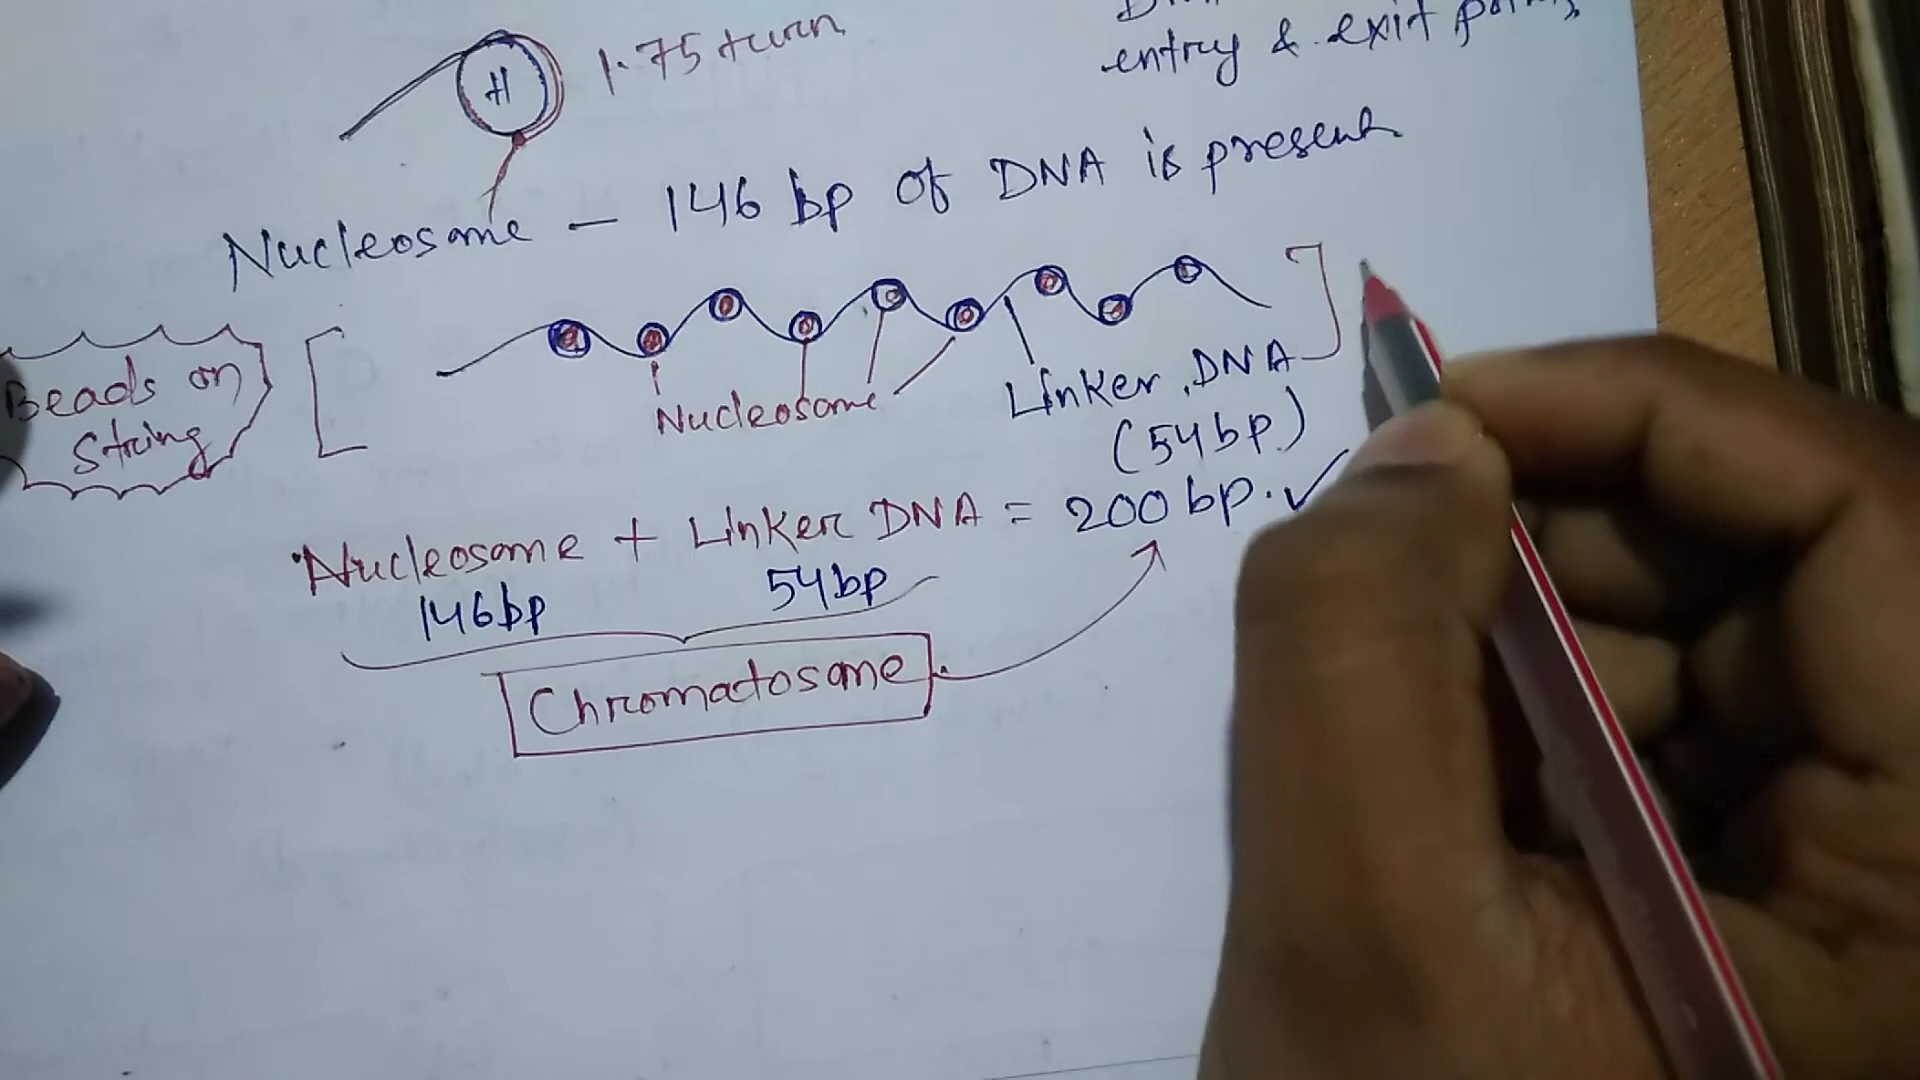 H
1.75 turn
entry & exit points
Nucleosome - 146 bp of DNA is present
Beads on
String
Nucleosome
Linker DNA
(54bp)
Nucleosome + Linker DNA = 200 bp. ✓
146bp 54bp
Chromatosome